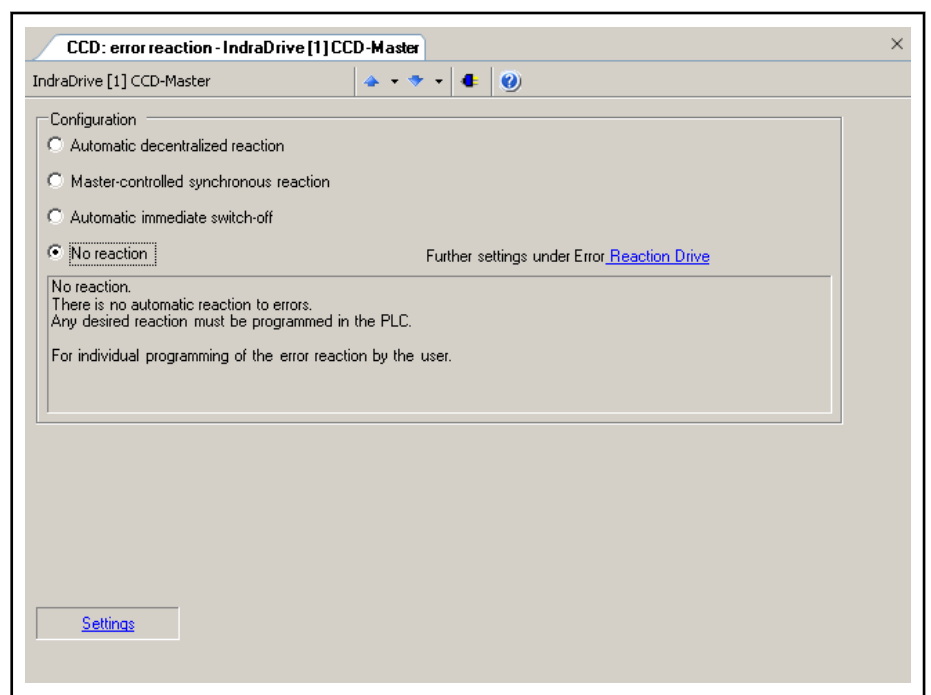 CCD: error reaction - IndraDrive [1] CCD-Master
IndraDrive [1] CCD-Master
Configuration
Automatic decentralized reaction
Master-controlled synchronous reaction
Automatic immediate switch-off
No reaction
Further settings under Error Reaction Drive
No reaction.
There is no automatic reaction to errors.
Any desired reaction must be programmed in the PLC.
For individual programming of the error reaction by the user.
Settings